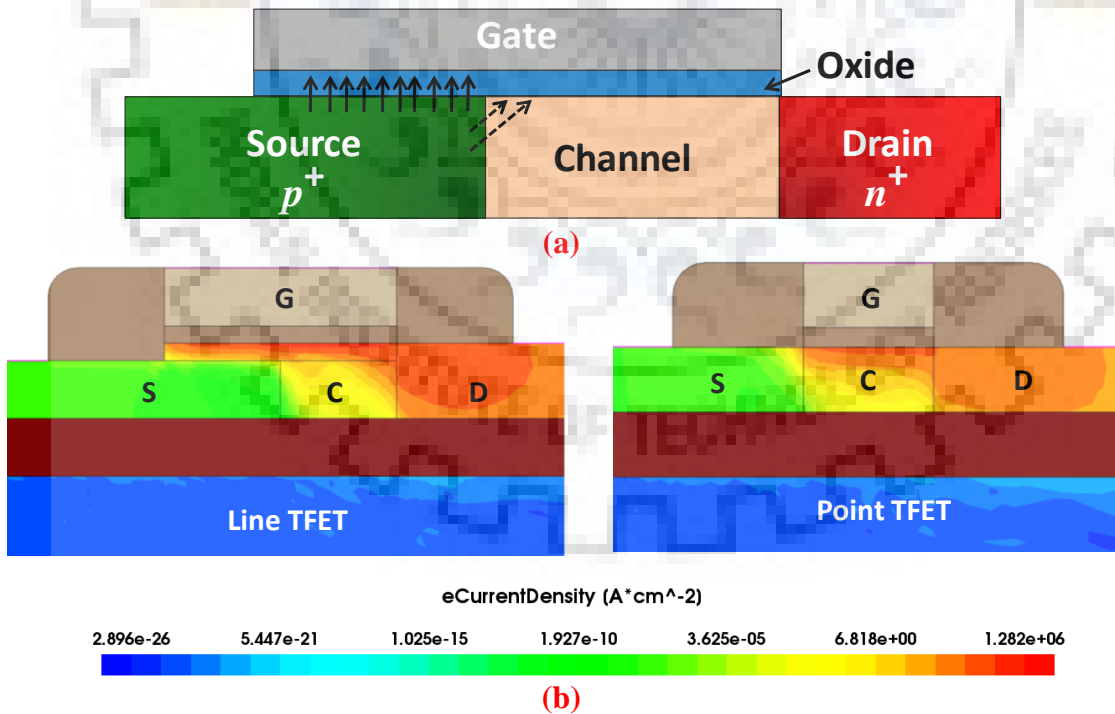 Gate
Oxide
Source
p+
Channel
Drain
n+
(a)
G
S
C
D
Line TFET
G
S
C
D
Point TFET
eCurrentDensity (A*cm^-2)
2.896e-26 5.447e-21 1.025e-15 1.927e-10 3.625e-05 6.818e+00 1.282e+06
(b)